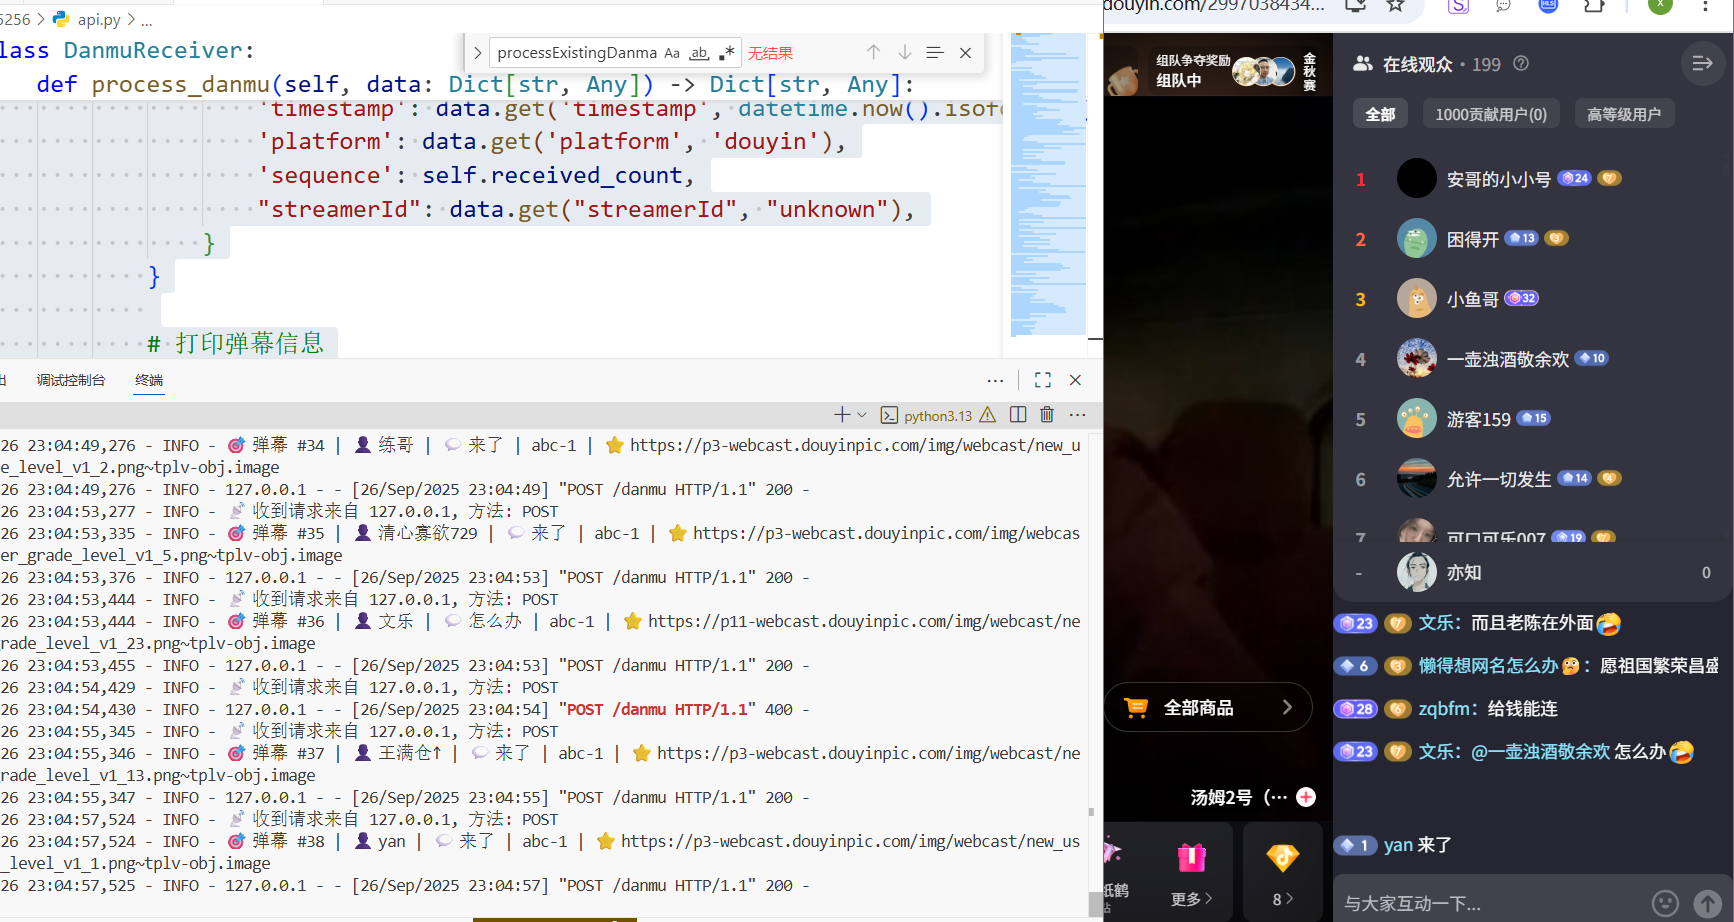 5256 > api.py > ...
class DanmuReceiver:
def process_danmu(self, data: Dict[str, Any]) -> Dict[str, Any]:
processExistingDanma Aa ab 无结果
'timestamp': data.get('timestamp', datetime.now().isofo
'platform': data.get('platform', 'douyin'),
'sequence': self.received_count,
"streamerId": data.get("streamerId", "unknown"),
}
}
# 打印弹幕信息
调试控制台 终端
python3.13
26 23:04:49,276 - INFO - 🎯 弹幕 #34 | 👤 练哥 | 💬 来了 | abc-1 | ⭐ https://p3-webcast.douyinpic.com/img/webcast/new_u
e_level_v1_2.png~tplv-obj.image
26 23:04:49,276 - INFO - 127.0.0.1 - - [26/Sep/2025 23:04:49] "POST /danmu HTTP/1.1" 200 -
26 23:04:53,277 - INFO - 📡 收到请求来自 127.0.0.1, 方法: POST
26 23:04:53,335 - INFO - 🎯 弹幕 #35 | 👤 清心寡欲729 | 💬 来了 | abc-1 | ⭐ https://p3-webcast.douyinpic.com/img/webcas
er_grade_level_v1_5.png~tplv-obj.image
26 23:04:53,376 - INFO - 127.0.0.1 - - [26/Sep/2025 23:04:53] "POST /danmu HTTP/1.1" 200 -
26 23:04:53,444 - INFO - 📡 收到请求来自 127.0.0.1, 方法: POST
26 23:04:53,444 - INFO - 🎯 弹幕 #36 | 👤 文乐 | 💬 怎么办 | abc-1 | ⭐ https://p11-webcast.douyinpic.com/img/webcast/ne
rade_level_v1_23.png~tplv-obj.image
26 23:04:53,455 - INFO - 127.0.0.1 - - [26/Sep/2025 23:04:53] "POST /danmu HTTP/1.1" 200 -
26 23:04:54,429 - INFO - 📡 收到请求来自 127.0.0.1, 方法: POST
26 23:04:54,430 - INFO - 127.0.0.1 - - [26/Sep/2025 23:04:54] "POST /danmu HTTP/1.1" 400 -
26 23:04:55,345 - INFO - 📡 收到请求来自 127.0.0.1, 方法: POST
26 23:04:55,346 - INFO - 🎯 弹幕 #37 | 👤 王满仓↑ | 💬 来了 | abc-1 | ⭐ https://p3-webcast.douyinpic.com/img/webcast/ne
rade_level_v1_13.png~tplv-obj.image
26 23:04:55,347 - INFO - 127.0.0.1 - - [26/Sep/2025 23:04:55] "POST /danmu HTTP/1.1" 200 -
26 23:04:57,524 - INFO - 📡 收到请求来自 127.0.0.1, 方法: POST
26 23:04:57,524 - INFO - 🎯 弹幕 #38 | 👤 yan | 💬 来了 | abc-1 | ⭐ https://p3-webcast.douyinpic.com/img/webcast/new_us
_level_v1_1.png~tplv-obj.image
26 23:04:57,525 - INFO - 127.0.0.1 - - [26/Sep/2025 23:04:57] "POST /danmu HTTP/1.1" 200 -
douyin.com/2997038434...
组队争夺奖励
组队中
金秋赛
全部商品
汤姆2号 (···
纸鹤
站
更多
8
在线观众 · 199
全部 1000贡献用户(0) 高等级用户
1 安哥的小小号 24 7
2 困得开 13 3
3 小鱼哥 32
4 一壶浊酒敬余欢 10
5 游客159 15
6 允许一切发生 14 4
7 可口可乐007 19 7
- 亦知 0
23 7 文乐：而且老陈在外面🤣
6 3 懒得想网名怎么办🤔：愿祖国繁荣昌盛
28 6 zqbfm：给钱能连
23 7 文乐：@一壶浊酒敬余欢 怎么办🤣
1 yan 来了
与大家互动一下...